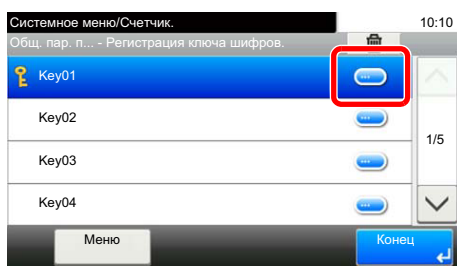 Системное меню/Счетчик.
10:10
Общ. пар. п... - Регистрация ключа шифров.
Key01
Key02
1/5
Key03
Key04
Меню
Конец